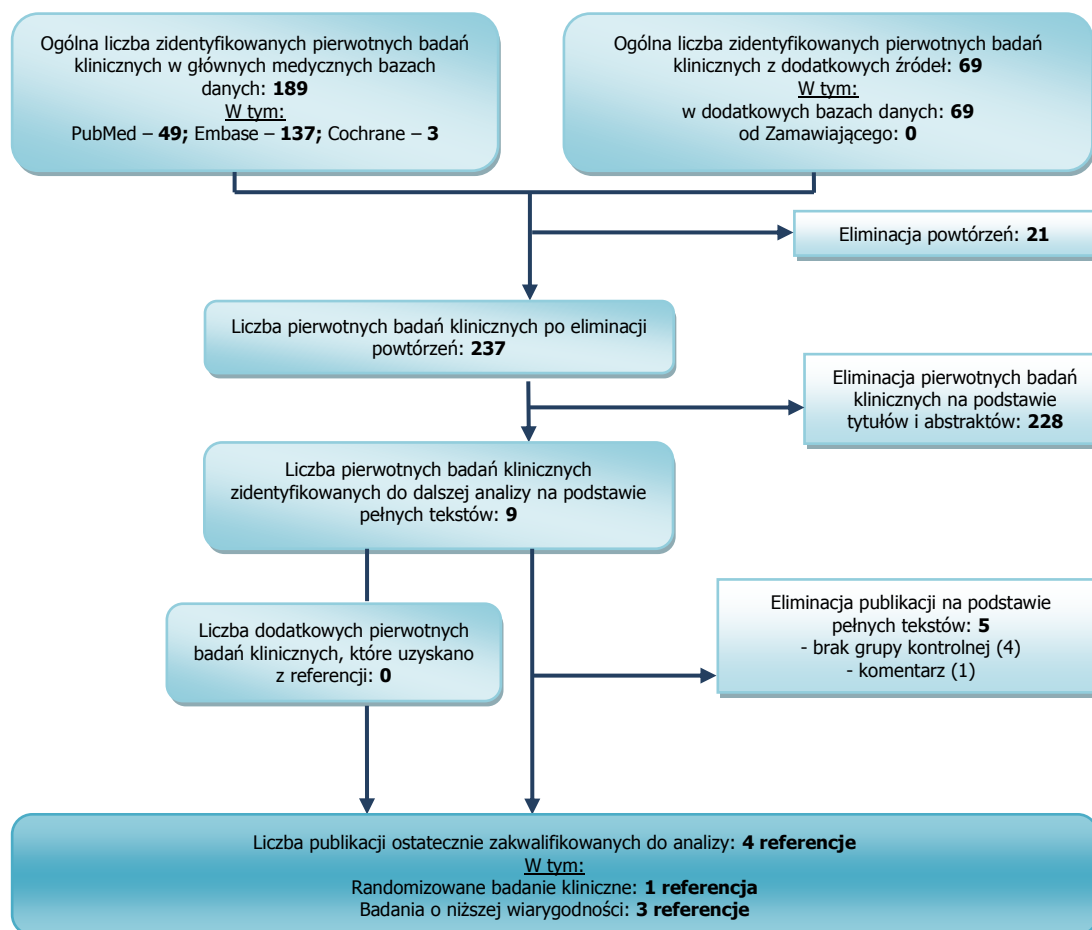 Ogólna liczba zidentyfikowanych pierwotnych badań
klinicznych w głównych medycznych bazach
danych: 189
W tym:
PubMed – 49; Embase – 137; Cochrane – 3
Ogólna liczba zidentyfikowanych pierwotnych badań
klinicznych z dodatkowych źródeł: 69
W tym:
w dodatkowych bazach danych: 69
od Zamawiającego: 0
Eliminacja powtórzeń: 21
Liczba pierwotnych badań klinicznych po eliminacji
powtórzeń: 237
Eliminacja pierwotnych badań
klinicznych na podstawie
tytułów i abstraktów: 228
Liczba pierwotnych badań klinicznych
zidentyfikowanych do dalszej analizy na podstawie
pełnych tekstów: 9
Liczba dodatkowych pierwotnych
badań klinicznych, które uzyskano
z referencji: 0
Eliminacja publikacji na podstawie
pełnych tekstów: 5
- brak grupy kontrolnej (4)
- komentarz (1)
Liczba publikacji ostatecznie zakwalifikowanych do analizy: 4 referencje
W tym:
Randomizowane badanie kliniczne: 1 referencja
Badania o niższej wiarygodności: 3 referencje